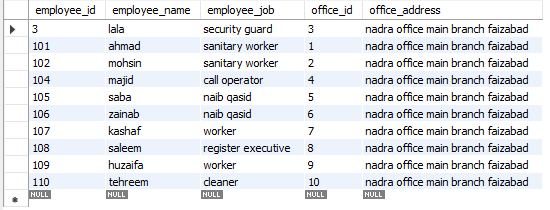 employee_id employee_name employee_job office_id office_address
3 lala security guard 3 nadra office main branch faizabad
101 ahmad sanitary worker 1 nadra office main branch faizabad
102 mohsin sanitary worker 2 nadra office main branch faizabad
104 majid call operator 4 nadra office main branch faizabad
105 saba naib qasid 5 nadra office main branch faizabad
106 zainab naib qasid 6 nadra office main branch faizabad
107 kashaf worker 7 nadra office main branch faizabad
108 saleem register executive 8 nadra office main branch faizabad
109 huzaifa worker 9 nadra office main branch faizabad
110 tehreem cleaner 10 nadra office main branch faizabad
NULL NULL NULL NULL NULL